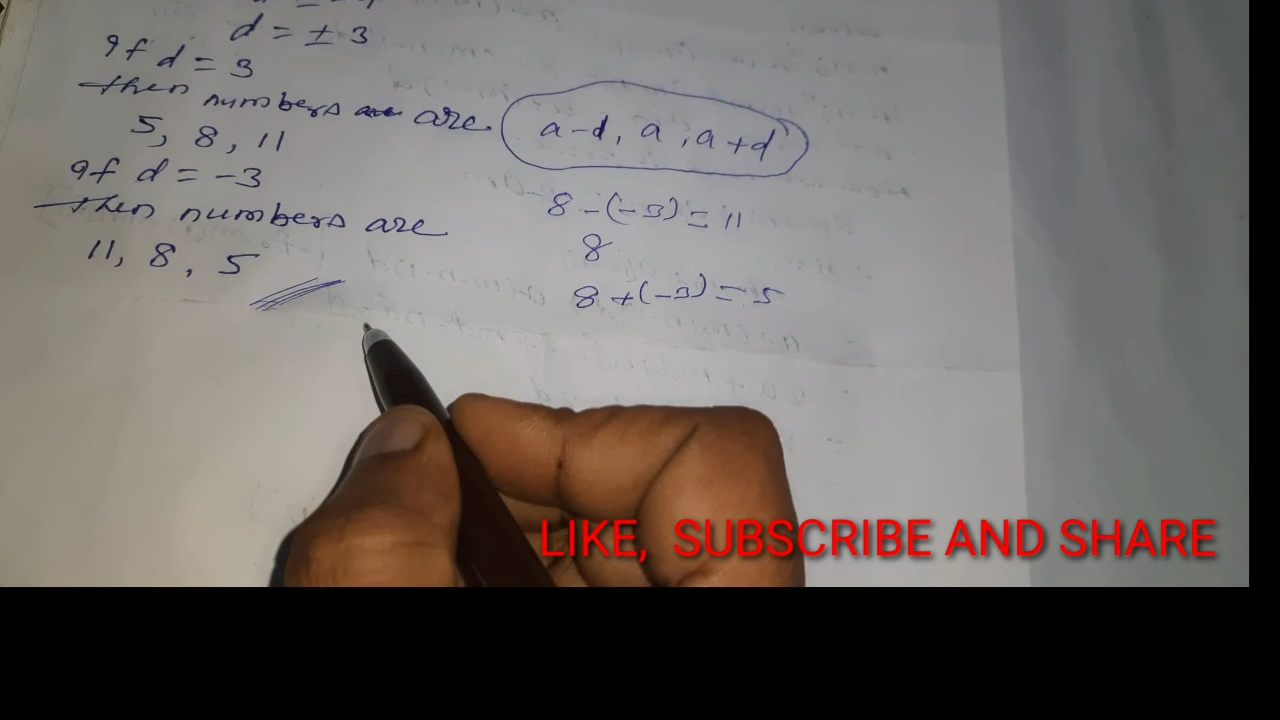 d = ± 3
If d = 3
then numbers are
5, 8, 11
If d = -3
then numbers are
11, 8, 5
a-d, a, a+d
8-(-3) = 11
8
8+(-3) = 5
LIKE, SUBSCRIBE AND SHARE